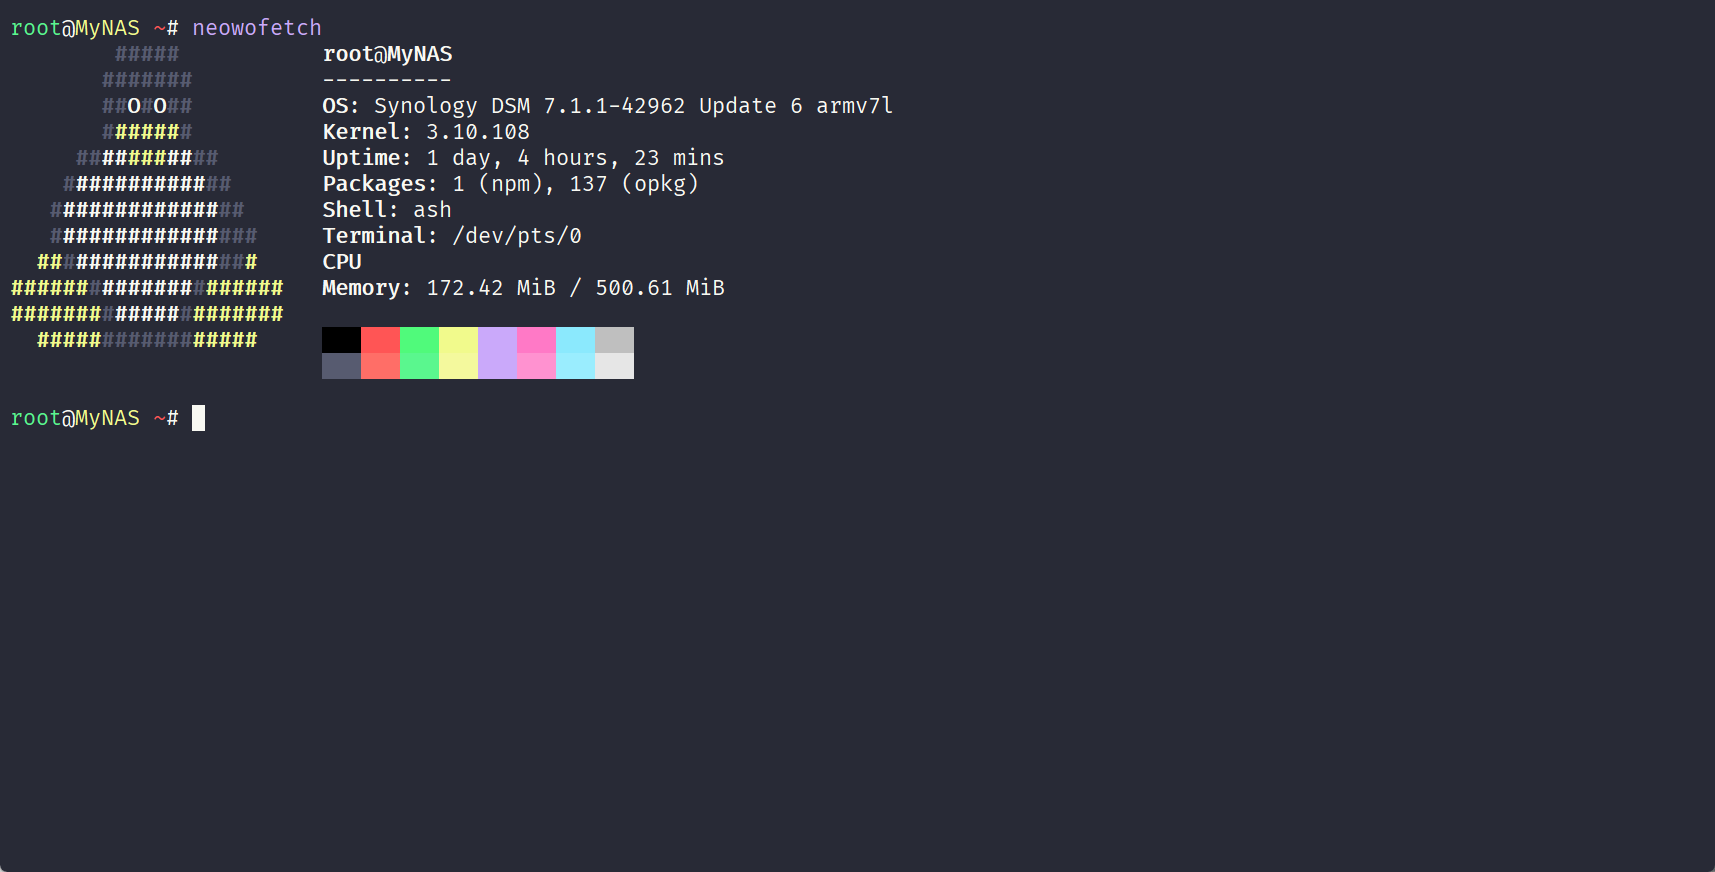 root@MyNAS ~# neowofetch
        #####           root@MyNAS
       #######          ----------
       ##O#O##          OS: Synology DSM 7.1.1-42962 Update 6 armv7l
       #######          Kernel: 3.10.108
     ###########        Uptime: 1 day, 4 hours, 23 mins
    #############       Packages: 1 (npm), 137 (opkg)
   ###############      Shell: ash
   ################     Terminal: /dev/pts/0
  #################     CPU
#####################   Memory: 172.42 MiB / 500.61 MiB
#####################
  #################
root@MyNAS ~#